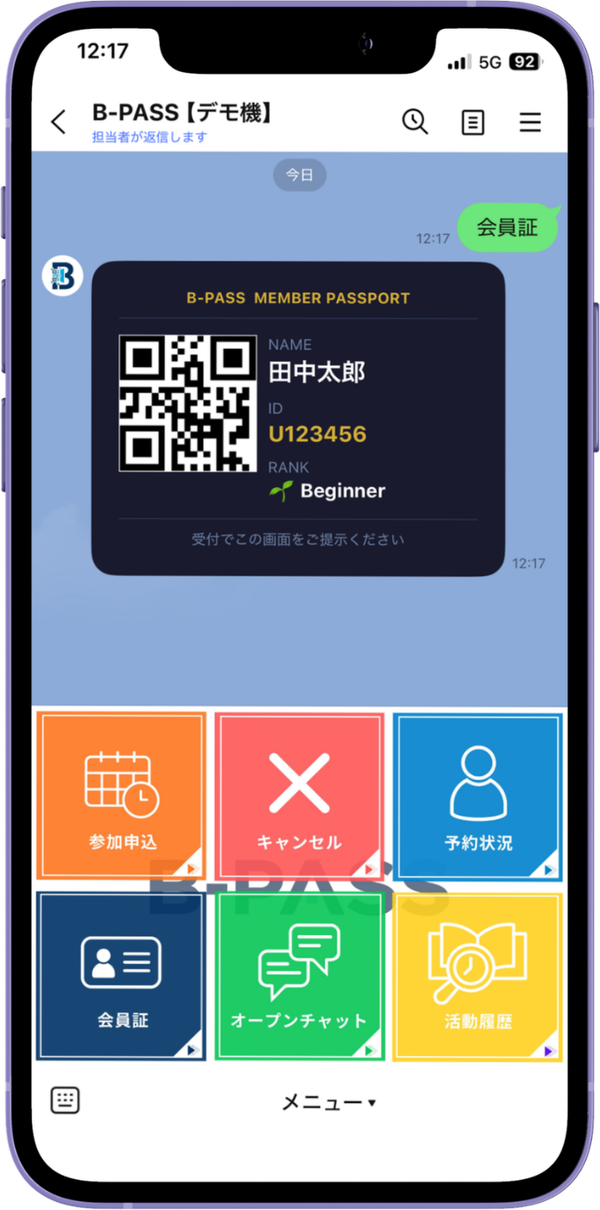 12:17
5G
92
B-PASS【デモ機】
担当者が返信します
今日
会員証
12:17
B
B-PASS MEMBER PASSPORT
NAME
田中太郎
ID
U123456
RANK
Beginner
受付でこの画面をご提示ください
12:17
参加申込
キャンセル
予約状況
B-PASS
会員証
オープンチャット
活動履歴
メニュー▼